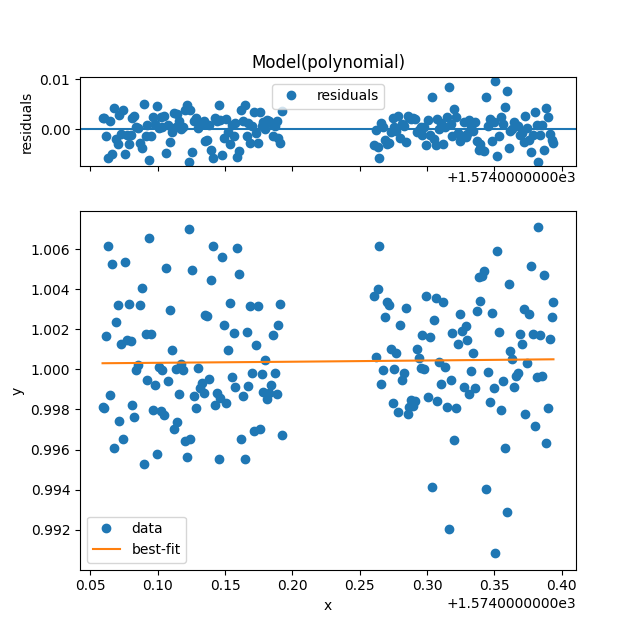 Model(polynomial)
0.01
0.00
residuals
residuals
+1.5740000000e3
1.006
1.004
1.002
1.000
0.998
0.996
0.994
0.992
y
data
best-fit
0.05 0.10 0.15 0.20 0.25 0.30 0.35 0.40
x
+1.5740000000e3